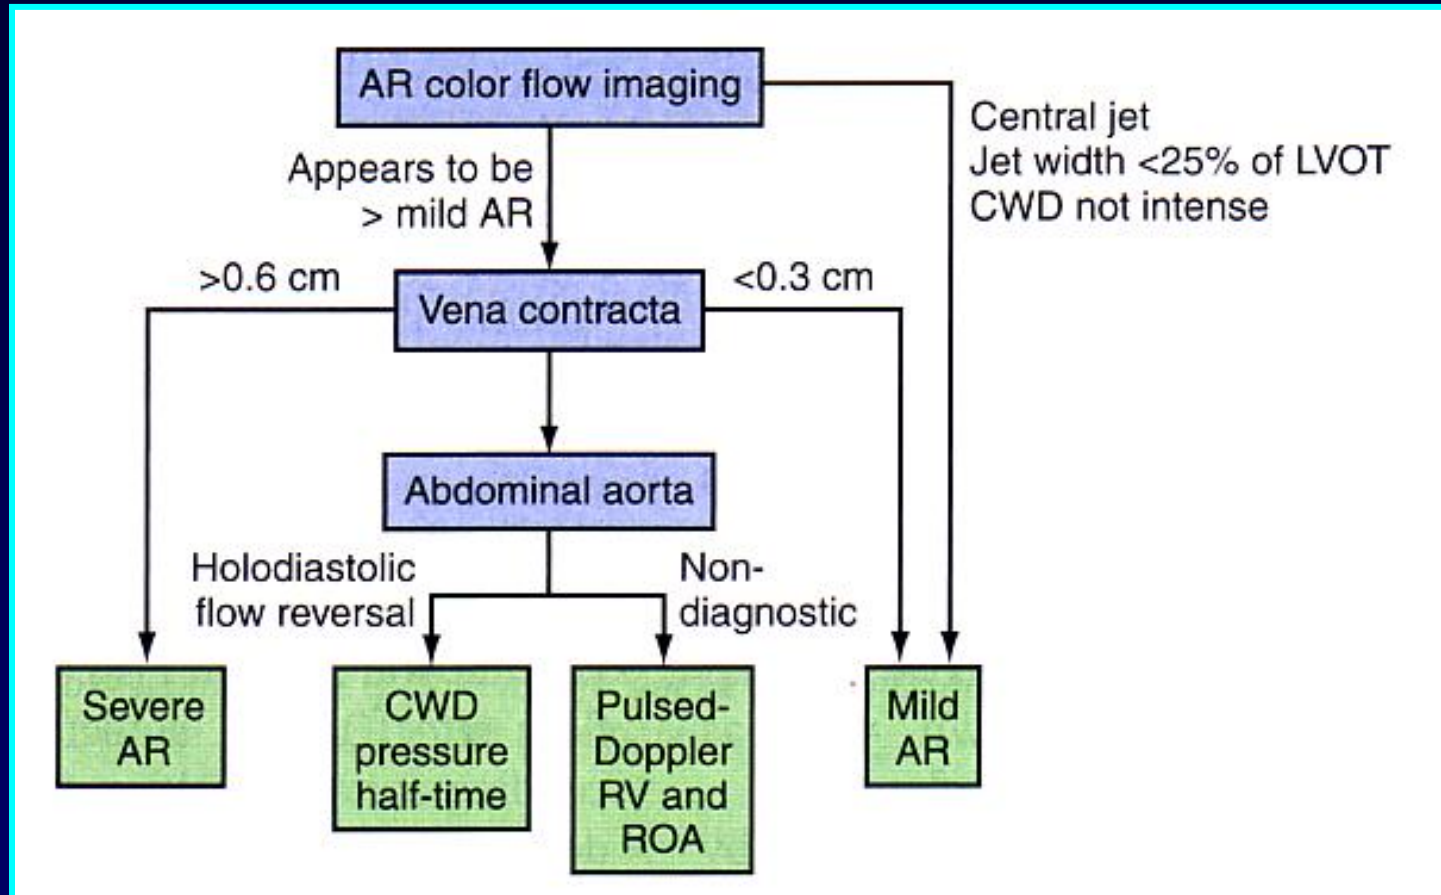 AR color flow imaging
Central jet
Jet width <25% of LVOT
CWD not intense
Appears to be
> mild AR
>0.6 cm
<0.3 cm
Vena contracta
Abdominal aorta
Holodiastolic
flow reversal
Non-
diagnostic
Severe
AR
CWD
pressure
half-time
Pulsed-
Doppler
RV and
ROA
Mild
AR